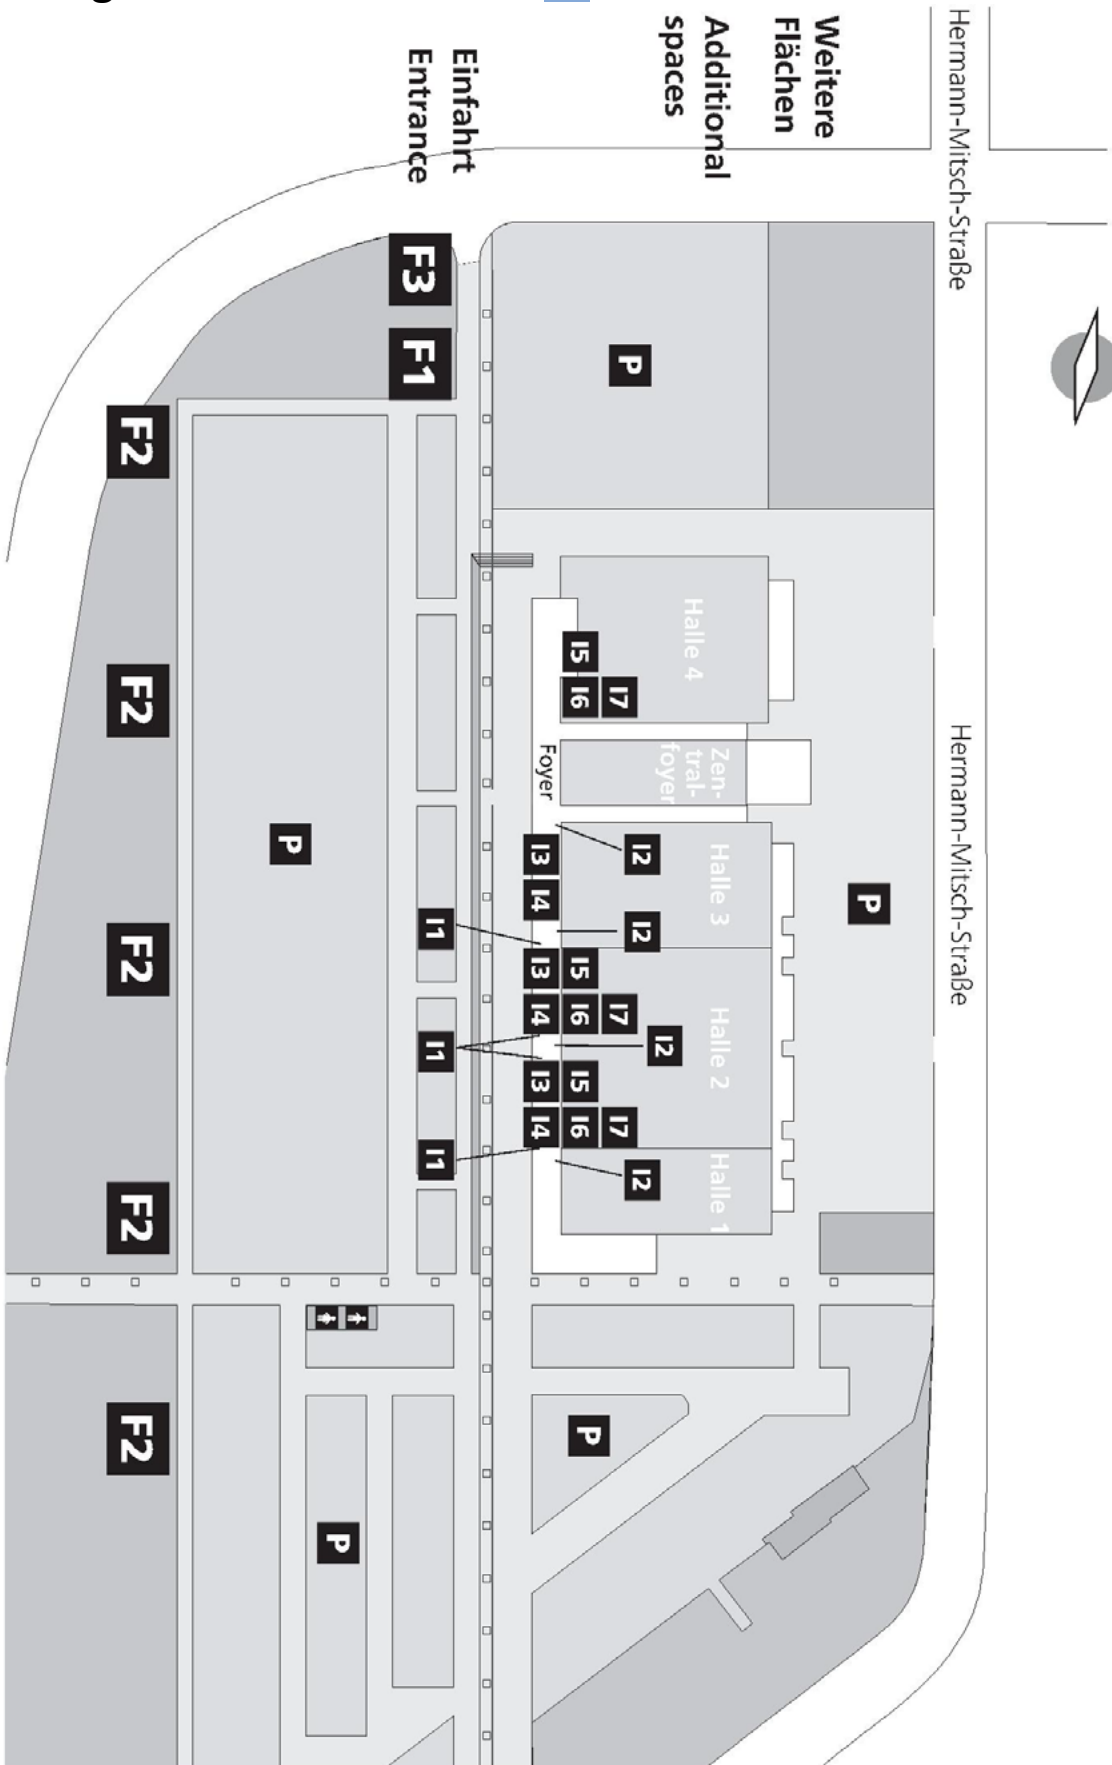 Hermann-Mitsch-Straße
Hermann-Mitsch-Straße
Weitere
Flächen
Additional
spaces
P
P
Halle 4
Zen-
tral-
foyer
Halle 3
Halle 2
Halle 1
I2
I2
I2
I2
I7
I7
I7
I5
I6
I5
I6
I5
I6
P
Foyer
I3
I4
I3
I4
I3
I4
Einfahrt
Entrance
I1
I1
I1
F3
F1
P
P
F2
F2
F2
F2
F2